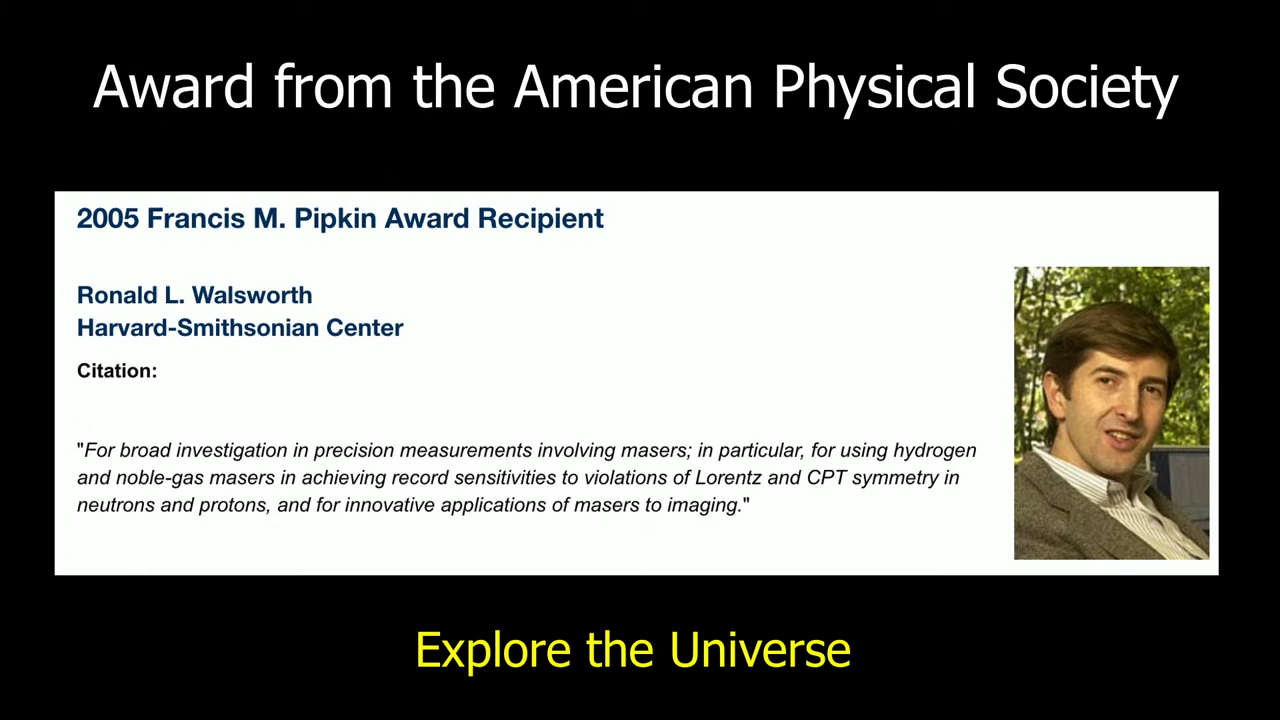 Award from the American Physical Society
2005 Francis M. Pipkin Award Recipient
Ronald L. Walsworth
Harvard-Smithsonian Center
Citation:
"For broad investigation in precision measurements involving masers; in particular, for using hydrogen
and noble-gas masers in achieving record sensitivities to violations of Lorentz and CPT symmetry in
neutrons and protons, and for innovative applications of masers to imaging."
Explore the Universe